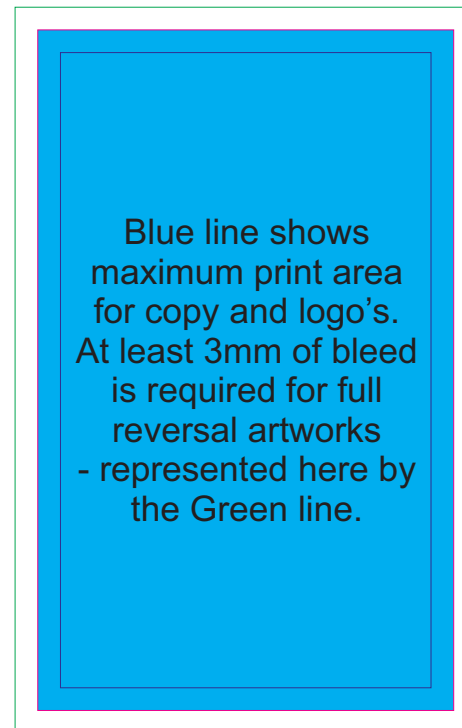 Blue line shows
maximum print area
for copy and logo’s.
At least 3mm of bleed
is required for full
reversal artworks
- represented here by
the Green line.